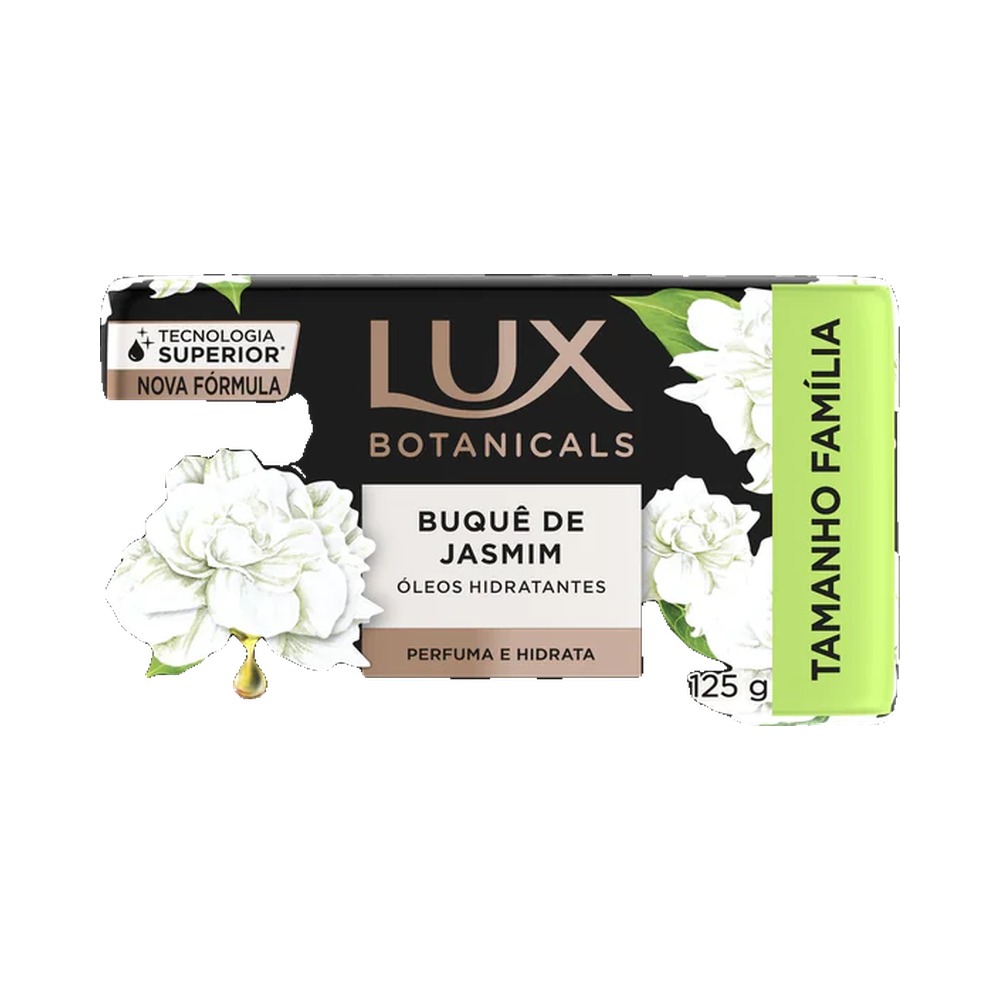 TECNOLOGIA
SUPERIOR*
NOVA FÓRMULA
LUX
BOTANICALS
BUQUÊ DE
JASMIM
ÓLEOS HIDRATANTES
PERFUMA E HIDRATA
125 g
TAMANHO FAMÍLIA